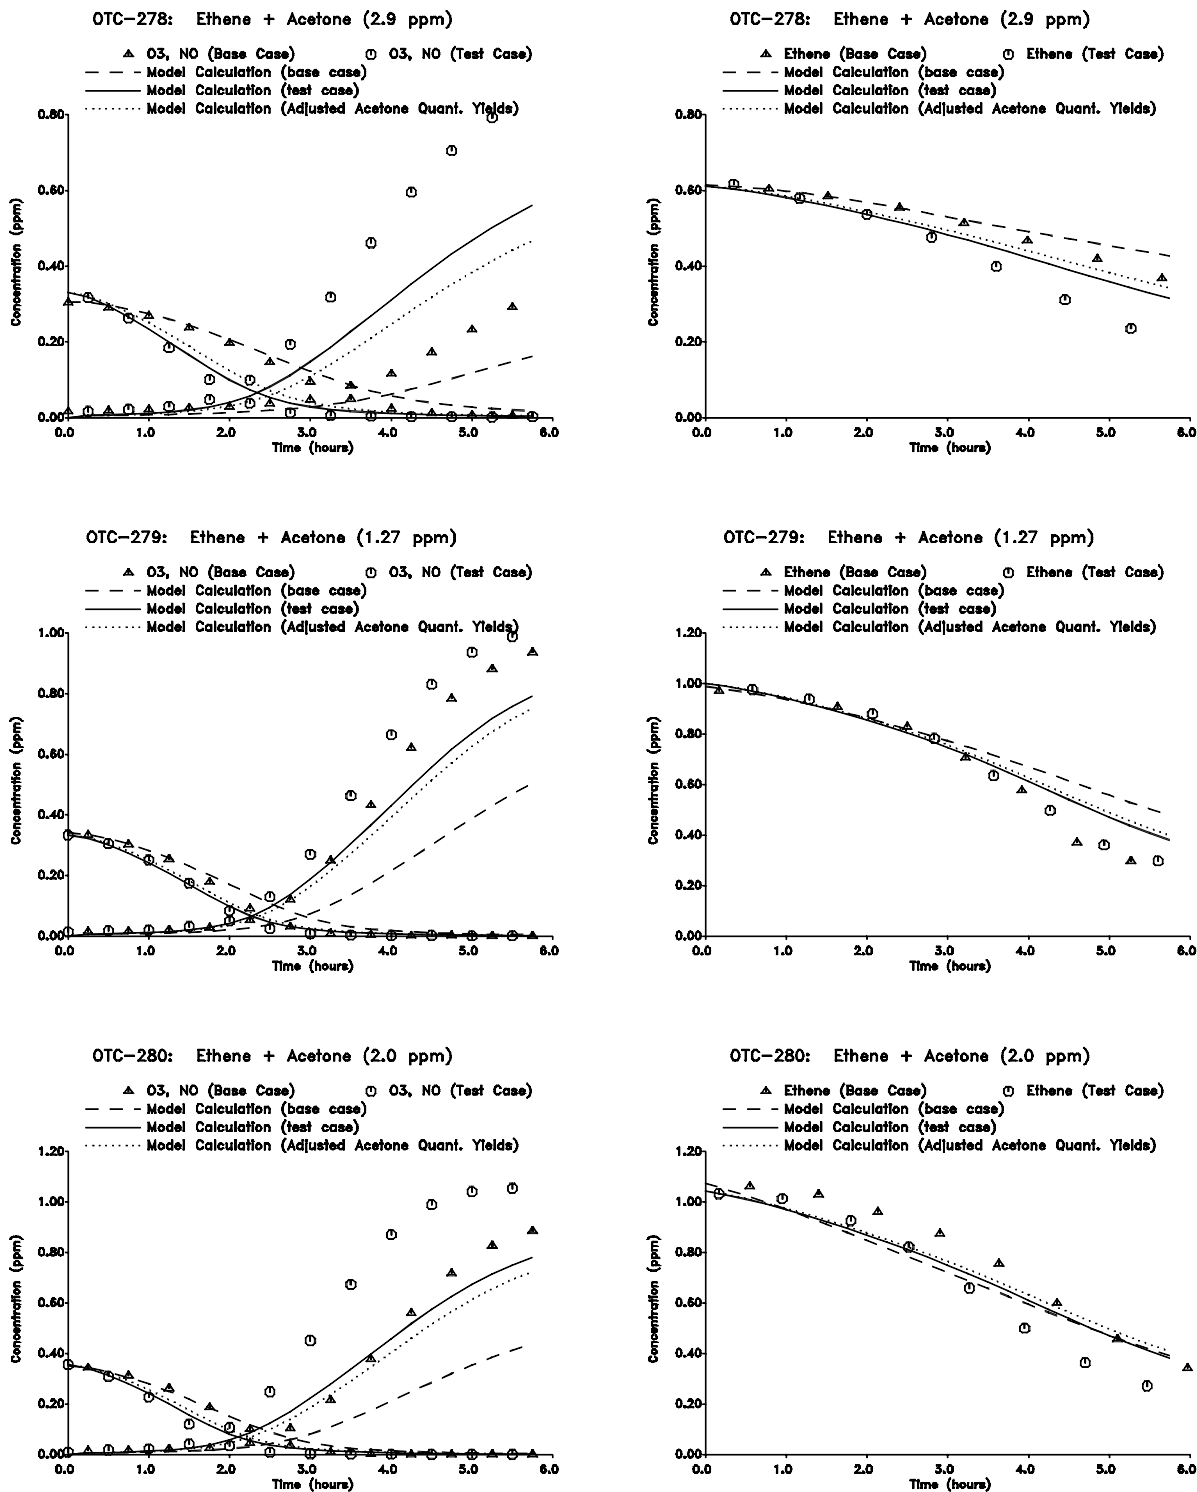 OTC-278: Ethene + Acetone (2.9 ppm)
O3, NO (Base Case) O3, NO (Test Case)
Model Calculation (base case)
Model Calculation (test case)
Model Calculation (Adjusted Acetone Quant. Yields)
0.80
0.60
0.40
0.20
0.00
Concentration (ppm)
0.0 1.0 2.0 3.0 4.0 5.0 6.0
Time (hours)
OTC-278: Ethene + Acetone (2.9 ppm)
Ethene (Base Case) Ethene (Test Case)
Model Calculation (base case)
Model Calculation (test case)
Model Calculation (Adjusted Acetone Quant. Yields)
0.80
0.60
0.40
0.20
0.00
Concentration (ppm)
0.0 1.0 2.0 3.0 4.0 5.0 6.0
Time (hours)
OTC-279: Ethene + Acetone (1.27 ppm)
O3, NO (Base Case) O3, NO (Test Case)
Model Calculation (base case)
Model Calculation (test case)
Model Calculation (Adjusted Acetone Quant. Yields)
1.00
0.80
0.60
0.40
0.20
0.00
Concentration (ppm)
0.0 1.0 2.0 3.0 4.0 5.0 6.0
Time (hours)
OTC-279: Ethene + Acetone (1.27 ppm)
Ethene (Base Case) Ethene (Test Case)
Model Calculation (base case)
Model Calculation (test case)
Model Calculation (Adjusted Acetone Quant. Yields)
1.20
1.00
0.80
0.60
0.40
0.20
0.00
Concentration (ppm)
0.0 1.0 2.0 3.0 4.0 5.0 6.0
Time (hours)
OTC-280: Ethene + Acetone (2.0 ppm)
O3, NO (Base Case) O3, NO (Test Case)
Model Calculation (base case)
Model Calculation (test case)
Model Calculation (Adjusted Acetone Quant. Yields)
1.20
1.00
0.80
0.60
0.40
0.20
0.00
Concentration (ppm)
0.0 1.0 2.0 3.0 4.0 5.0 6.0
Time (hours)
OTC-280: Ethene + Acetone (2.0 ppm)
Ethene (Base Case) Ethene (Test Case)
Model Calculation (base case)
Model Calculation (test case)
Model Calculation (Adjusted Acetone Quant. Yields)
1.20
1.00
0.80
0.60
0.40
0.20
0.00
Concentration (ppm)
0.0 1.0 2.0 3.0 4.0 5.0 6.0
Time (hours)